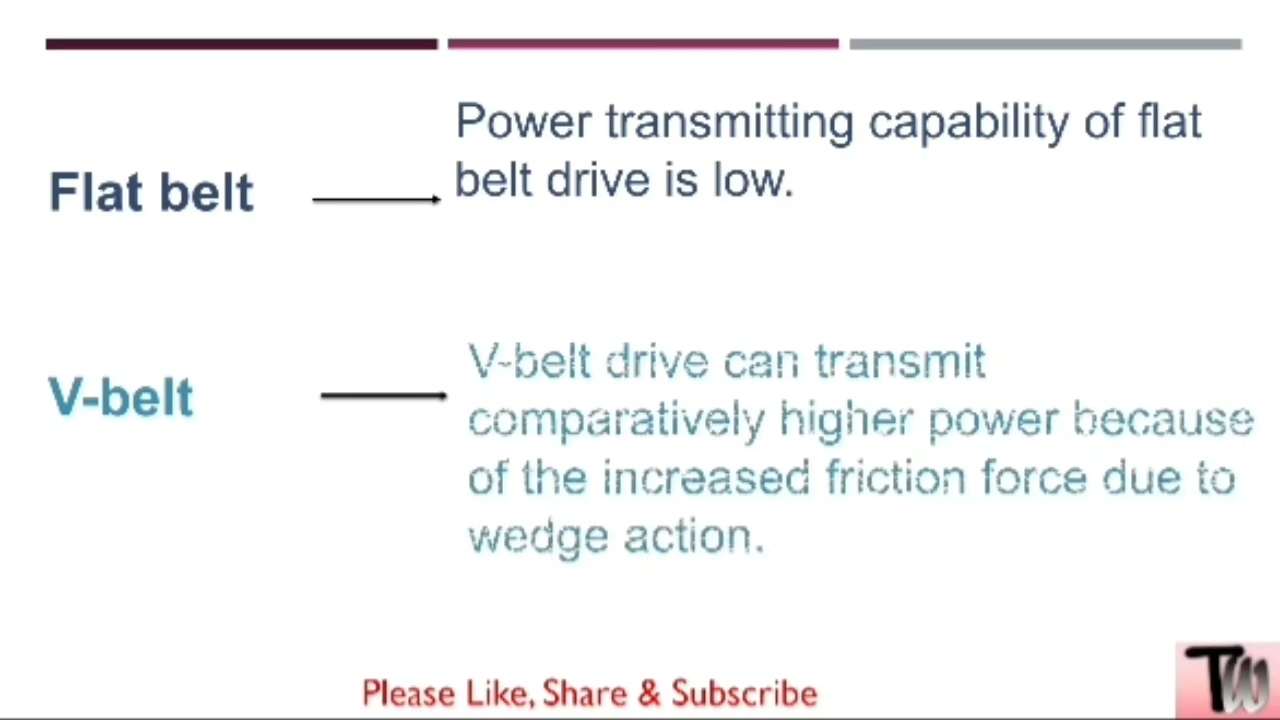 Flat belt
Power transmitting capability of flat
belt drive is low.
V-belt
V-belt drive can transmit
comparatively higher power because
of the increased friction force due to
wedge action.
Please Like, Share & Subscribe
TW